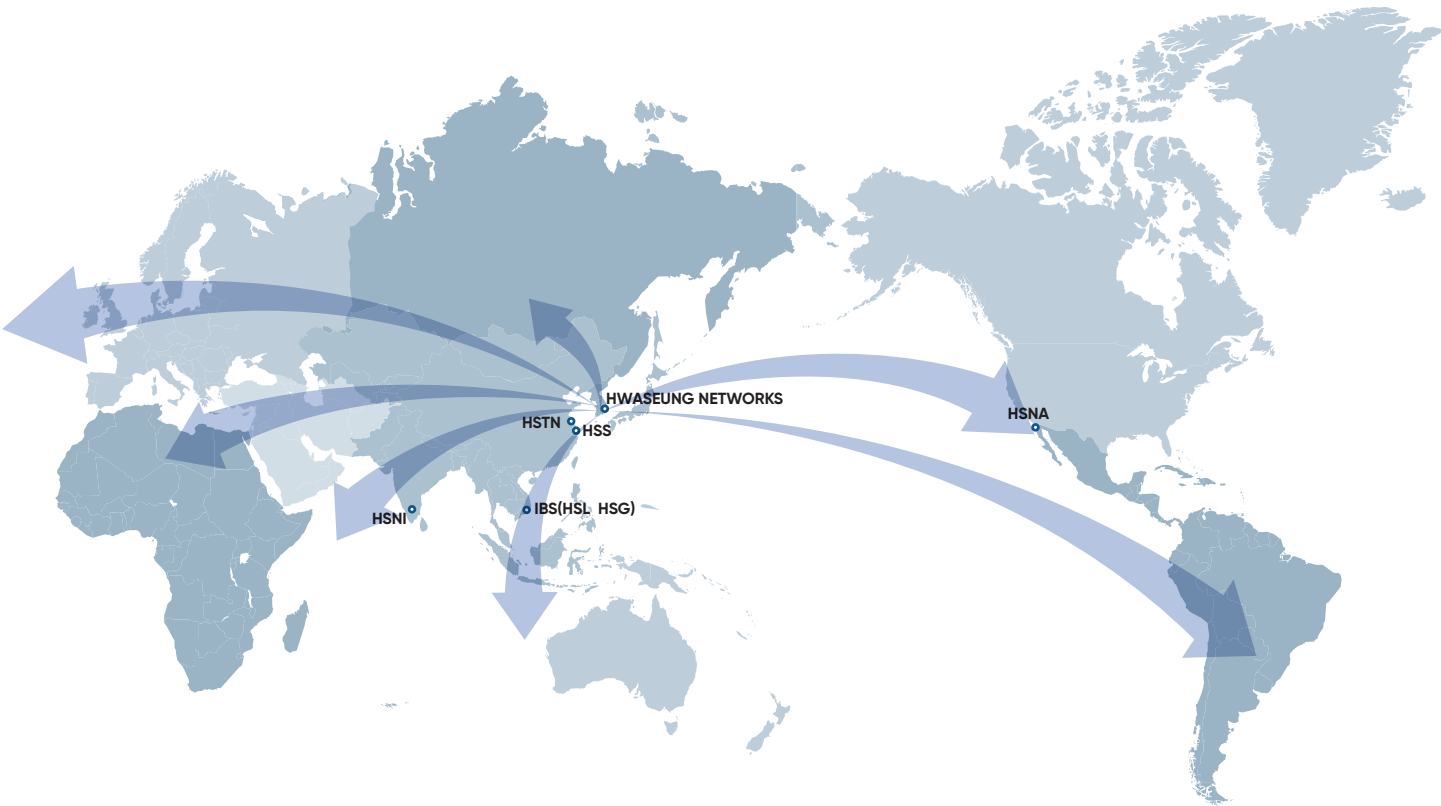 HWASEUNG NETWORKS
HSNA
HSTN
HSS
IBS(HSL HSG)
HSNI